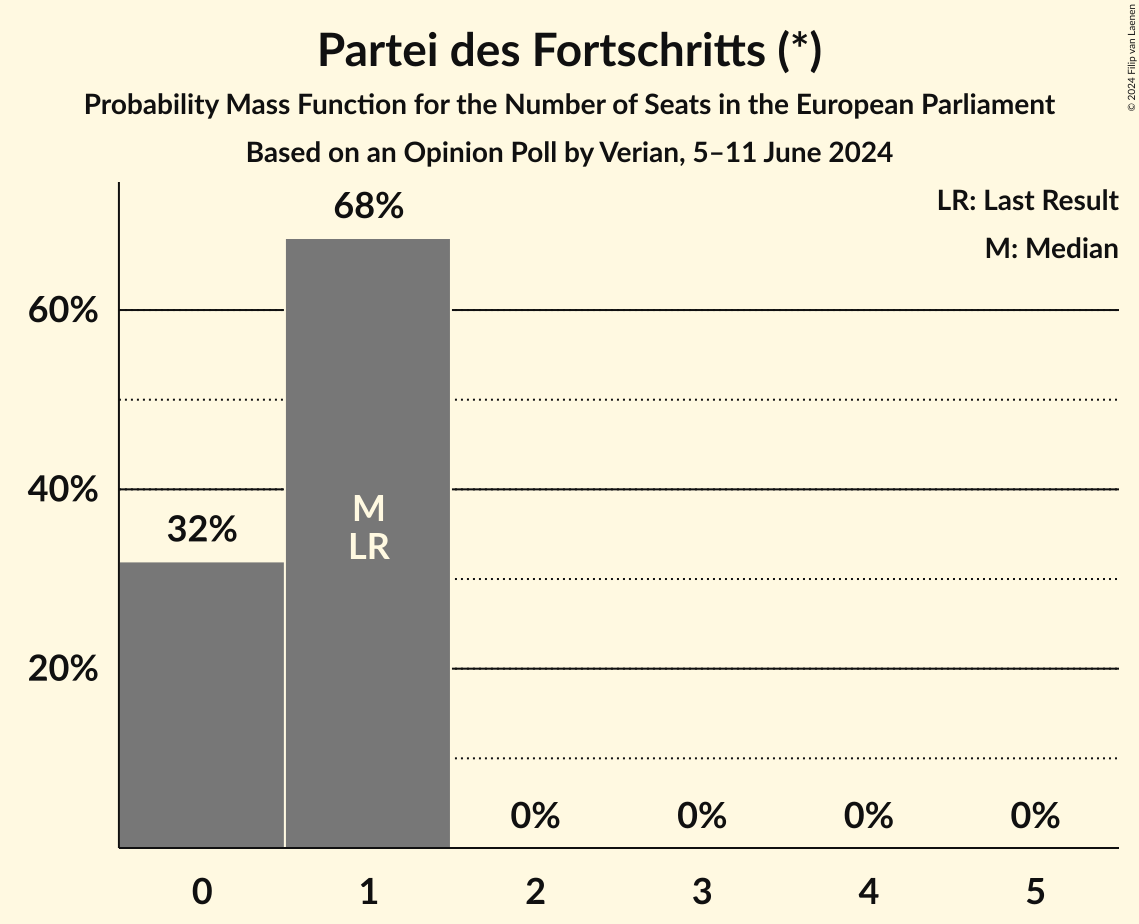 Partei des Fortschritts (*)
Probability Mass Function for the Number of Seats in the European Parliament
Based on an Opinion Poll by Verian, 5–11 June 2024
© 2024 Filip van Laenen
LR: Last Result
M: Median
68%
60%
40%
32%
M
LR
20%
0% 0% 0% 0%
0 1 2 3 4 5